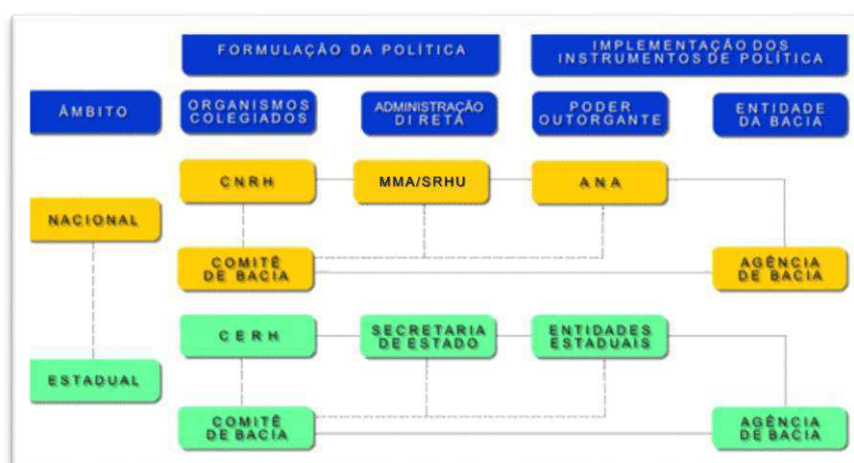 FORMULAÇÃO DA POLÍTICA
IMPLEMENTAÇÃO DOS
INSTRUMENTOS DE POLÍTICA
ÂMBITO
ORGANISMOS
COLEGIADOS
ADMINISTRAÇÃO
DIRETA
PODER
OUTORGANTE
ENTIDADE
DA BACIA
NACIONAL
CNRH
MMA/SRHU
ANA
COMITÊ
DE BACIA
AGÊNCIA
DE BACIA
ESTADUAL
CERH
SECRETARIA
DE ESTADO
ENTIDADES
ESTADUAIS
COMITÊ
DE BACIA
AGÊNCIA
DE BACIA